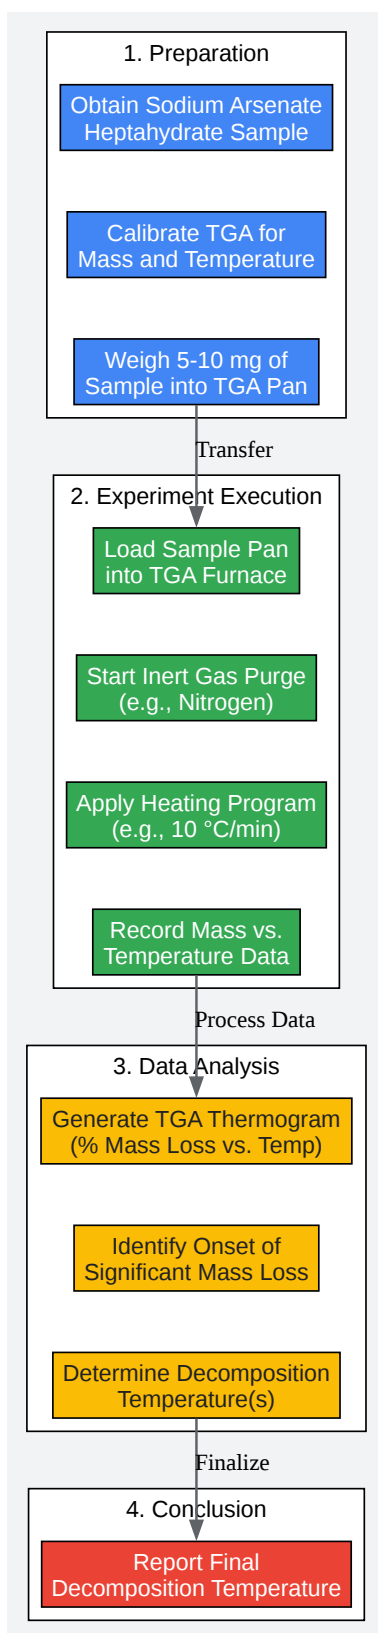 1. Preparation
Obtain Sodium Arsenate
Heptahydrate Sample
Calibrate TGA for
Mass and Temperature
Weigh 5-10 mg of
Sample into TGA Pan
Transfer
2. Experiment Execution
Load Sample Pan
into TGA Furnace
Start Inert Gas Purge
(e.g., Nitrogen)
Apply Heating Program
(e.g., 10 °C/min)
Record Mass vs.
Temperature Data
Process Data
3. Data Analysis
Generate TGA Thermogram
(% Mass Loss vs. Temp)
Identify Onset of
Significant Mass Loss
Determine Decomposition
Temperature(s)
Finalize
4. Conclusion
Report Final
Decomposition Temperature